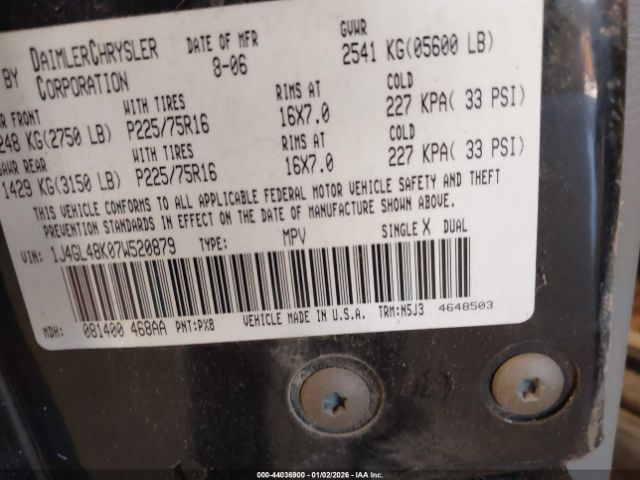 BY DAIMLERCHRYSLER CORPORATION
DATE OF MFR 8-06
GVWR 2541 KG(05600 LB)
FRONT WITH TIRES RIMS AT COLD
248 KG(2750 LB) P225/75R16 16X7.0 227 KPA( 33 PSI)
GAWR REAR WITH TIRES RIMS AT COLD
1429 KG(3150 LB) P225/75R16 16X7.0 227 KPA( 33 PSI)
THIS VEHICLE CONFORMS TO ALL APPLICABLE FEDERAL MOTOR VEHICLE SAFETY AND THEFT
PREVENTION STANDARDS IN EFFECT ON THE DATE OF MANUFACTURE SHOWN ABOVE.
VIN: 1J4GL48K07W520879 TYPE: MPV SINGLE X DUAL
MDH: 081400 468AA PNT:PX8 VEHICLE MADE IN U.S.A. TRM:N5J3 4648503
000-44036900 - 01/02/2026 - IAA Inc.